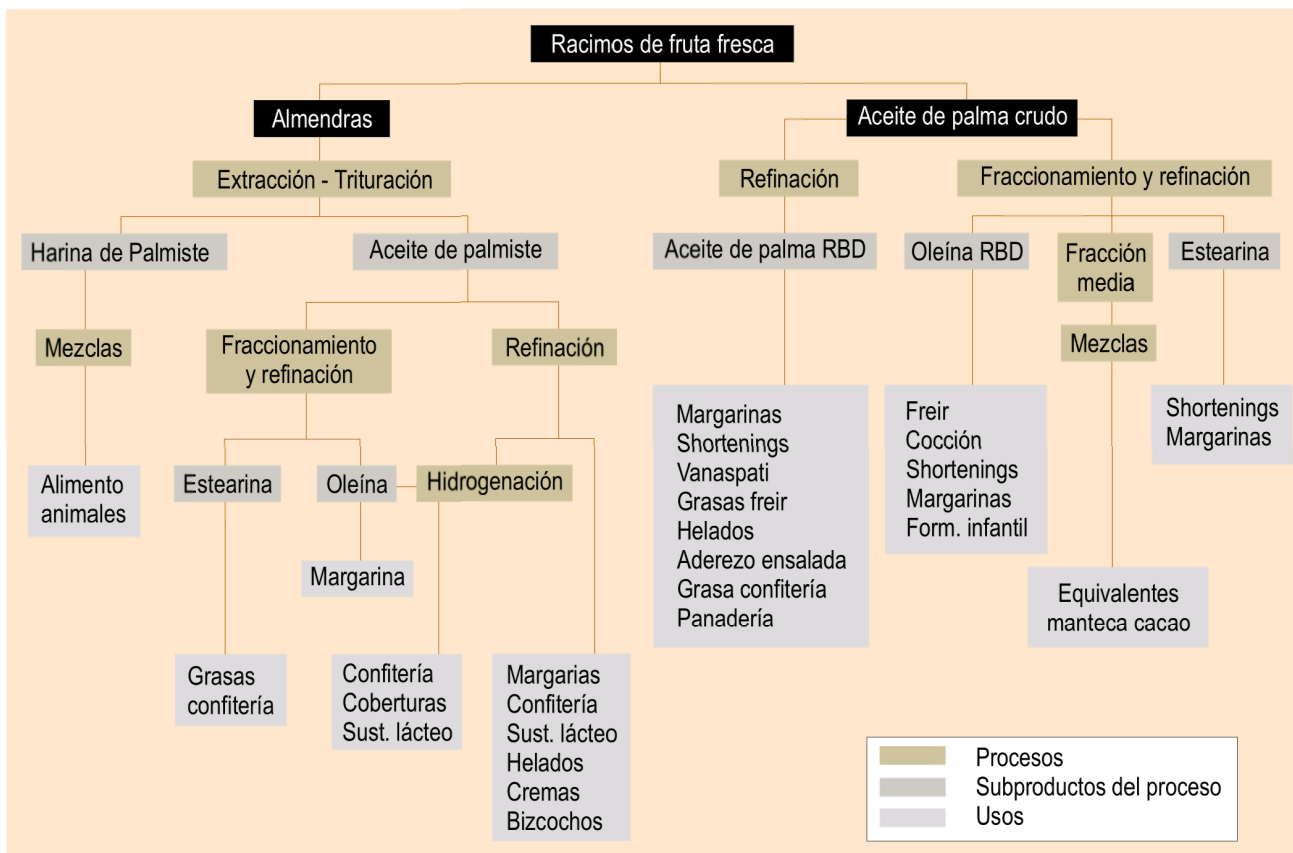 Racimos de fruta fresca
Almendras
Aceite de palma crudo
Extracción - Trituración
Refinación
Fraccionamiento y refinación
Harina de Palmiste
Aceite de palmiste
Aceite de palma RBD
Oleína RBD
Fracción
media
Estearina
Mezclas
Fraccionamiento
y refinación
Refinación
Mezclas
Margarinas
Shortenings
Vanaspati
Grasas freir
Helados
Aderezo ensalada
Grasa confitería
Panadería
Freir
Cocción
Shortenings
Margarinas
Form. infantil
Shortenings
Margarinas
Alimento
animales
Estearina
Oleína
Hidrogenación
Margarina
Equivalentes
manteca cacao
Grasas
confitería
Confitería
Coberturas
Sust. lácteo
Margarias
Confitería
Sust. lácteo
Helados
Cremas
Bizcochos
Procesos
Subproductos del proceso
Usos